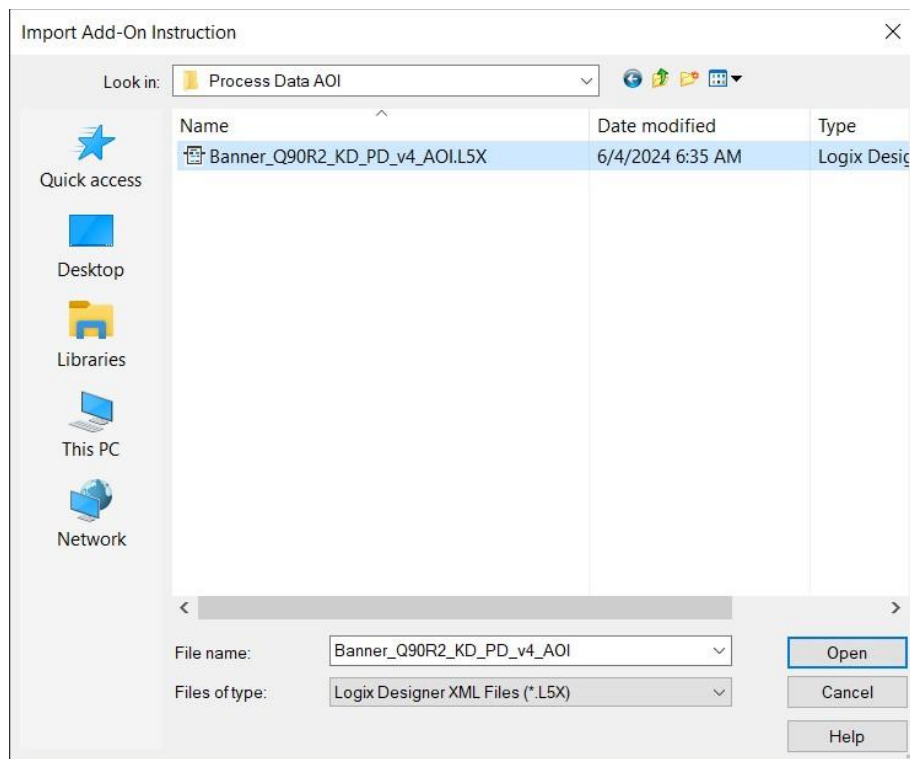 Import Add-On Instruction
Look in: Process Data AOI
Name Date modified Type
Banner_Q90R2_KD_PD_v4_AOI.L5X 6/4/2024 6:35 AM Logix Desig
Quick access
Desktop
Libraries
This PC
Network
File name: Banner_Q90R2_KD_PD_v4_AOI Open
Files of type: Logix Designer XML Files (*.L5X) Cancel
Help